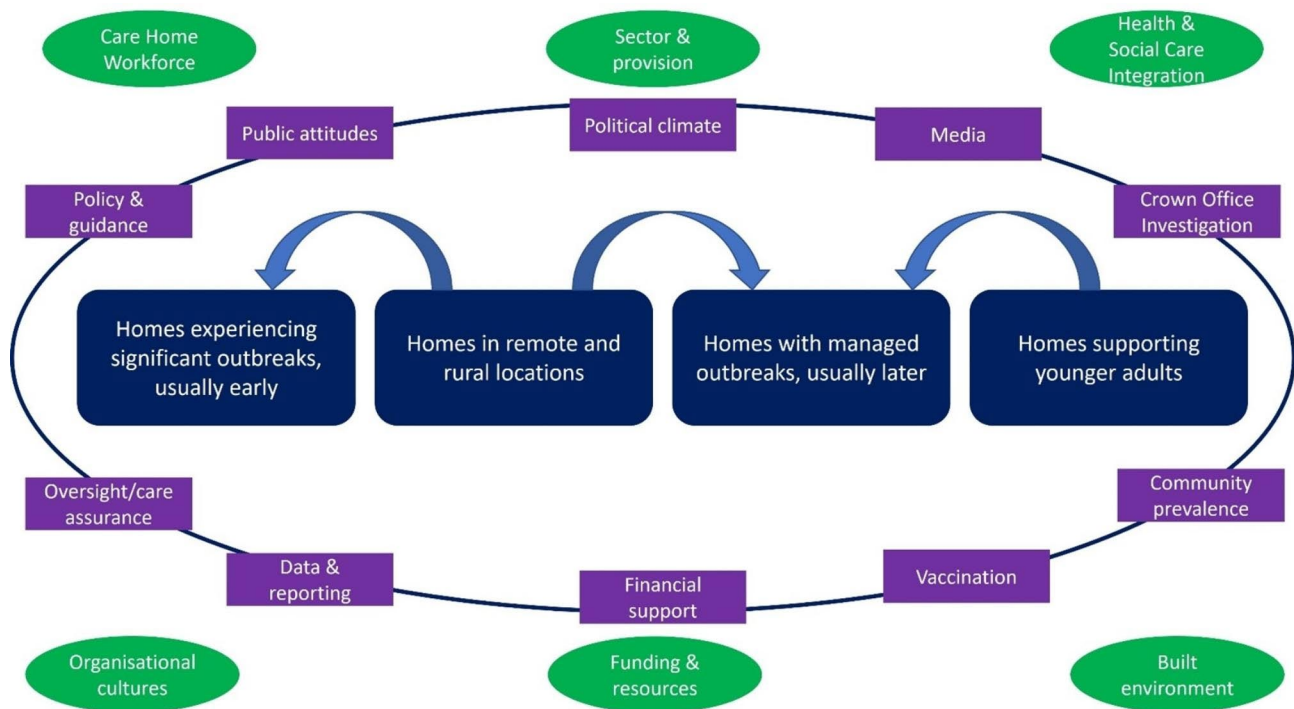 Care Home
Workforce
Sector &
provision
Health &
Social Care
Integration
Public attitudes
Political climate
Media
Policy &
guidance
Crown Office
Investigation
Homes experiencing
significant outbreaks,
usually early
Homes in remote and
rural locations
Homes with managed
outbreaks, usually later
Homes supporting
younger adults
Oversight/care
assurance
Community
prevalence
Data &
reporting
Financial
support
Vaccination
Organisational
cultures
Funding &
resources
Built
environment